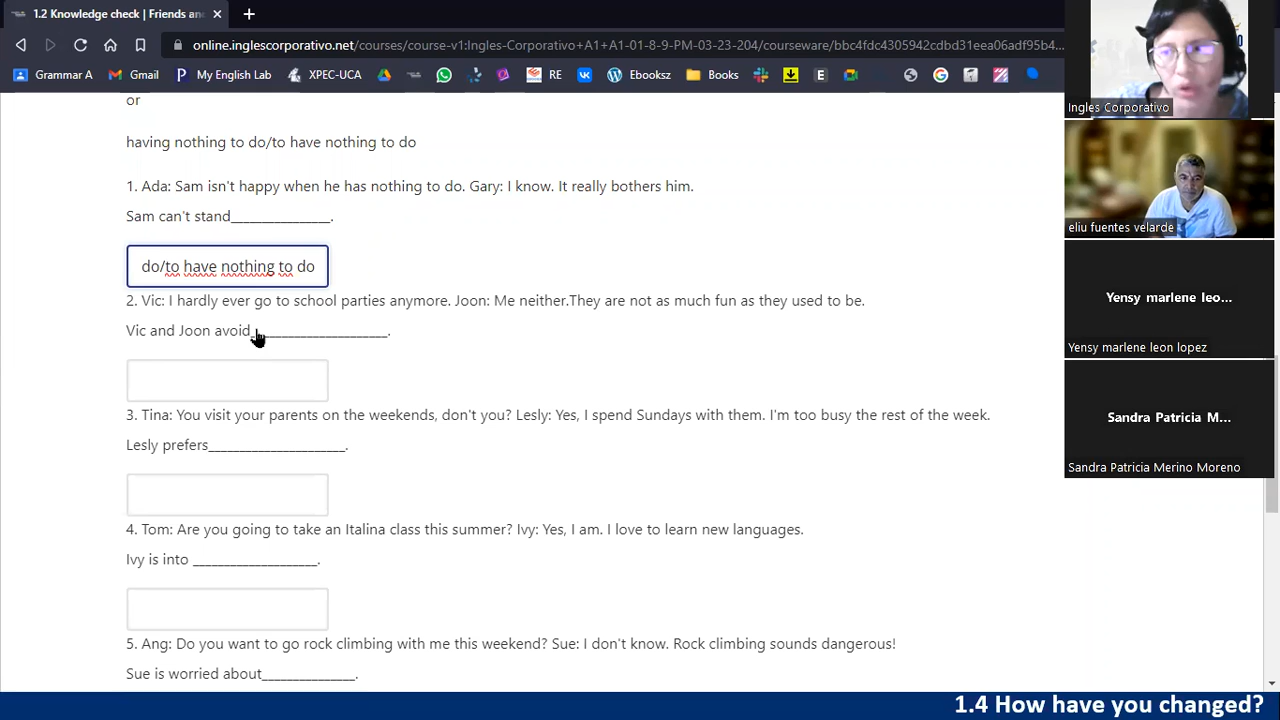 1.2 Knowledge check | Friends and
online.inglescorporativo.net/courses/course-v1:Ingles-Corporativo+A1+A1-01-8-9-PM-03-23-204/courseware/bbc4fdc4305942cdbd31eea06adf95b4...
Grammar A
Gmail
My English Lab
XPEC-UCA
RE
Ebooksz
Books
or
having nothing to do/to have nothing to do
1. Ada: Sam isn't happy when he has nothing to do. Gary: I know. It really bothers him.
Sam can't stand________________.
do/to have nothing to do
2. Vic: I hardly ever go to school parties anymore. Joon: Me neither.They are not as much fun as they used to be.
Vic and Joon avoid______________________.
3. Tina: You visit your parents on the weekends, don't you? Lesly: Yes, I spend Sundays with them. I'm too busy the rest of the week.
Lesly prefers______________________.
4. Tom: Are you going to take an Italina class this summer? Ivy: Yes, I am. I love to learn new languages.
Ivy is into ____________________.
5. Ang: Do you want to go rock climbing with me this weekend? Sue: I don't know. Rock climbing sounds dangerous!
Sue is worried about_______________.
Ingles Corporativo
eliu fuentes velarde
Yensy marlene leo...
Yensy marlene leon lopez
Sandra Patricia M...
Sandra Patricia Merino Moreno
1.4 How have you changed?